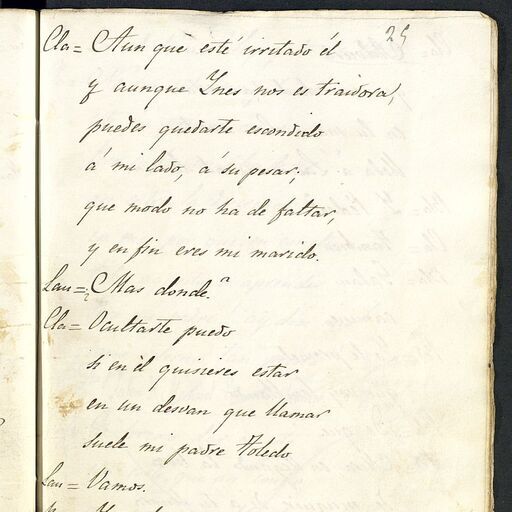 25
Cla= Aun que esté irritado él
y aunque Ynes nos es traidora,
puedes quedarte escondido
á mi lado, á su pesar;
que modo no ha de faltar,
y en fin eres mi marido.
Lau= Mas donde?
Cla= Ocultarte puedo
si en él quisieres estar
en un desvan que llamar
suele mi padre Toledo
Lau= Vamos.